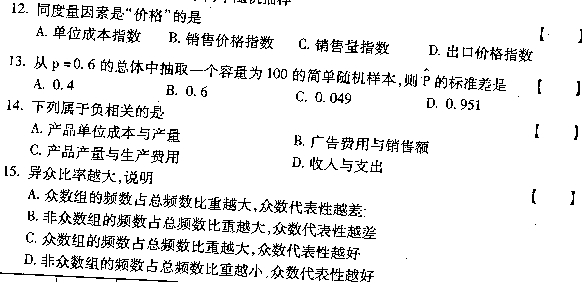 12. 同度量因素是“价格”的是 【 】
A. 单位成本指数 B. 销售价格指数 C. 销售量指数 D. 出口价格指数
13. 从 p=0.6 的总体中抽取一个容量为 100 的简单随机样本,则 P̂ 的标准差是 【 】
A. 0.4 B. 0.6 C. 0.049 D. 0.951
14. 下列属于负相关的是 【 】
A. 产品单位成本与产量 B. 广告费用与销售额
C. 产品产量与生产费用 D. 收入与支出
15. 异众比率越大,说明 【 】
A. 众数组的频数占总频数比重越大,众数代表性越差
B. 非众数组的频数占总频数比重越大,众数代表性越差
C. 众数组的频数占总频数比重越大,众数代表性越好
D. 非众数组的频数占总频数比重越小,众数代表性越好